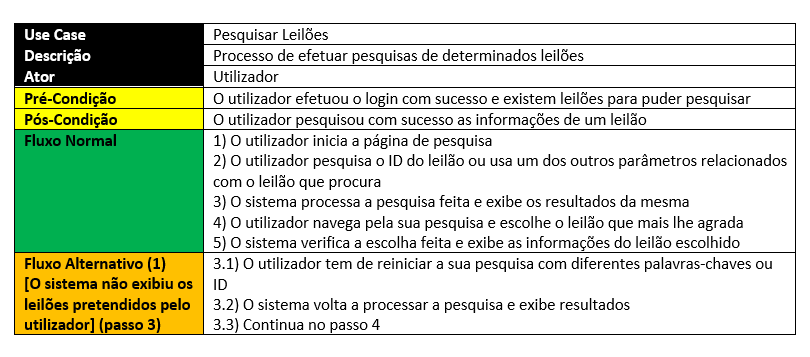 Use Case Pesquisar Leilões
Descrição Processo de efetuar pesquisas de determinados leilões
Ator Utilizador
Pré-Condição O utilizador efetuou o login com sucesso e existem leilões para puder pesquisar
Pós-Condição O utilizador pesquisou com sucesso as informações de um leilão
Fluxo Normal 1) O utilizador inicia a página de pesquisa
2) O utilizador pesquisa o ID do leilão ou usa um dos outros parâmetros relacionados
com o leilão que procura
3) O sistema processa a pesquisa feita e exibe os resultados da mesma
4) O utilizador navega pela sua pesquisa e escolhe o leilão que mais lhe agrada
5) O sistema verifica a escolha feita e exibe as informações do leilão escolhido
Fluxo Alternativo (1)
[O sistema não exibiu os
leilões pretendidos pelo
utilizador] (passo 3)
3.1) O utilizador tem de reiniciar a sua pesquisa com diferentes palavras-chaves ou
ID
3.2) O sistema volta a processar a pesquisa e exibe resultados
3.3) Continua no passo 4